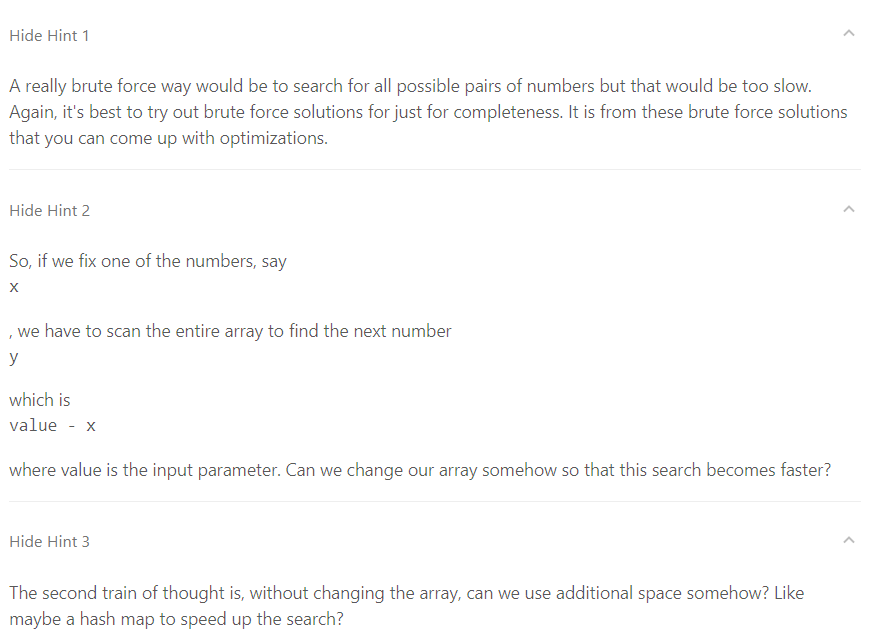 Hide Hint 1
A really brute force way would be to search for all possible pairs of numbers but that would be too slow.
Again, it's best to try out brute force solutions for just for completeness. It is from these brute force solutions
that you can come up with optimizations.
Hide Hint 2
So, if we fix one of the numbers, say
x
, we have to scan the entire array to find the next number
y
which is
value - x
where value is the input parameter. Can we change our array somehow so that this search becomes faster?
Hide Hint 3
The second train of thought is, without changing the array, can we use additional space somehow? Like
maybe a hash map to speed up the search?